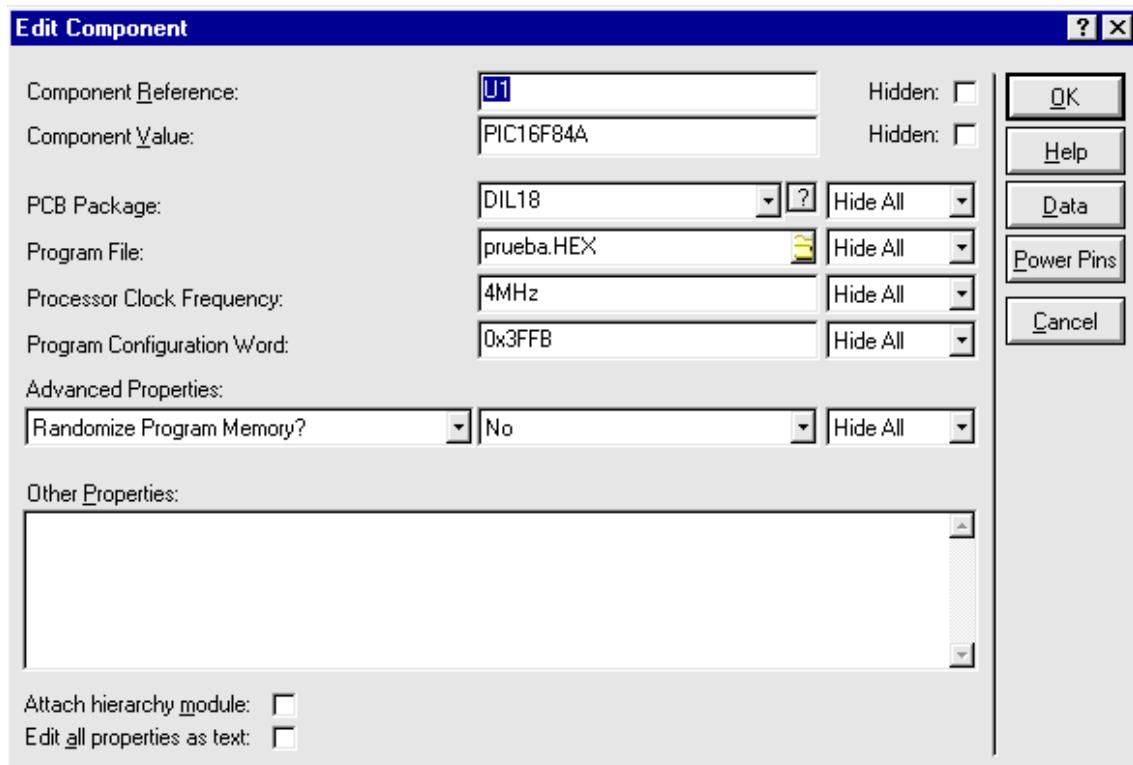 Edit Component
Component Reference: U1 Hidden:
Component Value: PIC16F84A Hidden:
PCB Package: DIL18 ? Hide All
Program File: prueba.HEX Hide All
Processor Clock Frequency: 4MHz Hide All
Program Configuration Word: 0x3FFB Hide All
Advanced Properties:
Randomize Program Memory? No Hide All
Other Properties:
Attach hierarchy module:
Edit all properties as text:
?
OK
Help
Data
Power Pins
Cancel